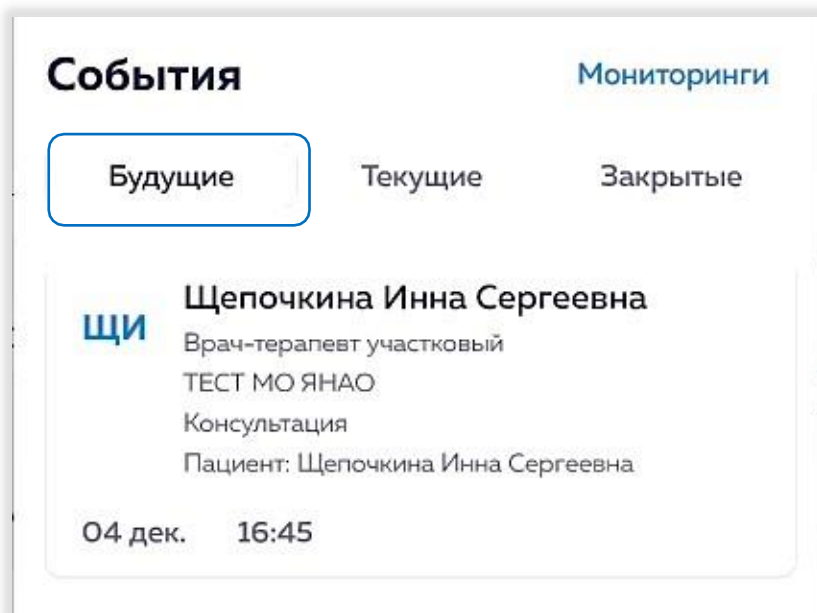 События
Мониторинги
Будущие
Текущие
Закрытые
ЩИ
Щепочкина Инна Сергеевна
Врач-терапевт участковый
ТЕСТ МО ЯНАО
Консультация
Пациент: Щепочкина Инна Сергеевна
04 дек. 16:45